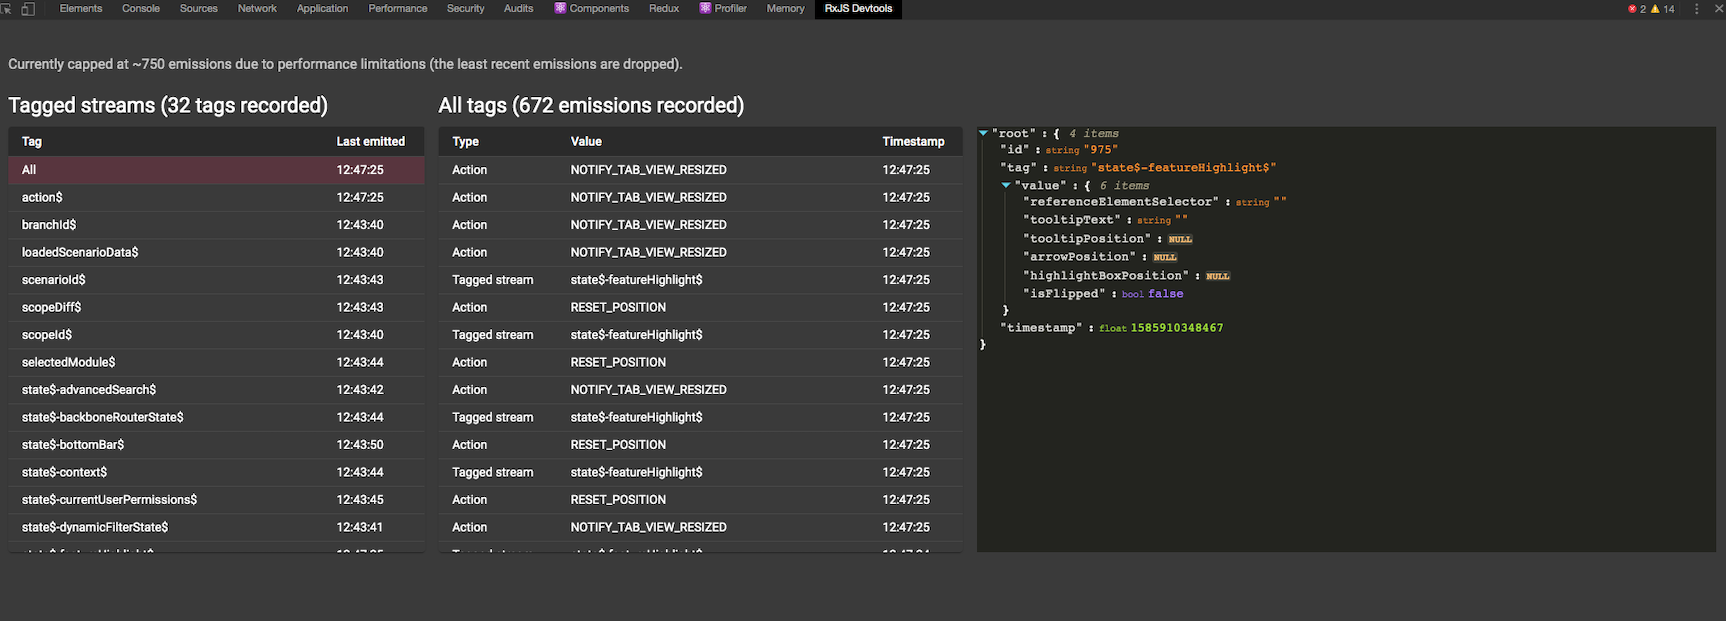 Elements Console Sources Network Application Performance Security Audits Components Redux Profiler Memory RxJS Devtools 2 14
Currently capped at ~750 emissions due to performance limitations (the least recent emissions are dropped).
Tagged streams (32 tags recorded)
Tag Last emitted
All 12:47:25
action$ 12:47:25
branchId$ 12:43:40
loadedScenarioData$ 12:43:40
scenarioId$ 12:43:43
scopeDiff$ 12:43:43
scopeId$ 12:43:40
selectedModule$ 12:43:44
state$-advancedSearch$ 12:43:42
state$-backboneRouterState$ 12:43:44
state$-bottomBar$ 12:43:50
state$-context$ 12:43:44
state$-currentUserPermissions$ 12:43:45
state$-dynamicFilterState$ 12:43:41
All tags (672 emissions recorded)
Type Value Timestamp
Action NOTIFY_TAB_VIEW_RESIZED 12:47:25
Action NOTIFY_TAB_VIEW_RESIZED 12:47:25
Action NOTIFY_TAB_VIEW_RESIZED 12:47:25
Action NOTIFY_TAB_VIEW_RESIZED 12:47:25
Tagged stream state$-featureHighlight$ 12:47:25
Action RESET_POSITION 12:47:25
Tagged stream state$-featureHighlight$ 12:47:25
Action RESET_POSITION 12:47:25
Action NOTIFY_TAB_VIEW_RESIZED 12:47:25
Tagged stream state$-featureHighlight$ 12:47:25
Action RESET_POSITION 12:47:25
Tagged stream state$-featureHighlight$ 12:47:25
Action RESET_POSITION 12:47:25
Action NOTIFY_TAB_VIEW_RESIZED 12:47:25
"root" : { 4 items
"id" : string "975"
"tag" : string "state$-featureHighlight$"
"value" : { 6 items
"referenceElementSelector" : string ""
"tooltipText" : string ""
"tooltipPosition" : NULL
"arrowPosition" : NULL
"highlightBoxPosition" : NULL
"isFlipped" : bool false
}
"timestamp" : float 1585910348467
}